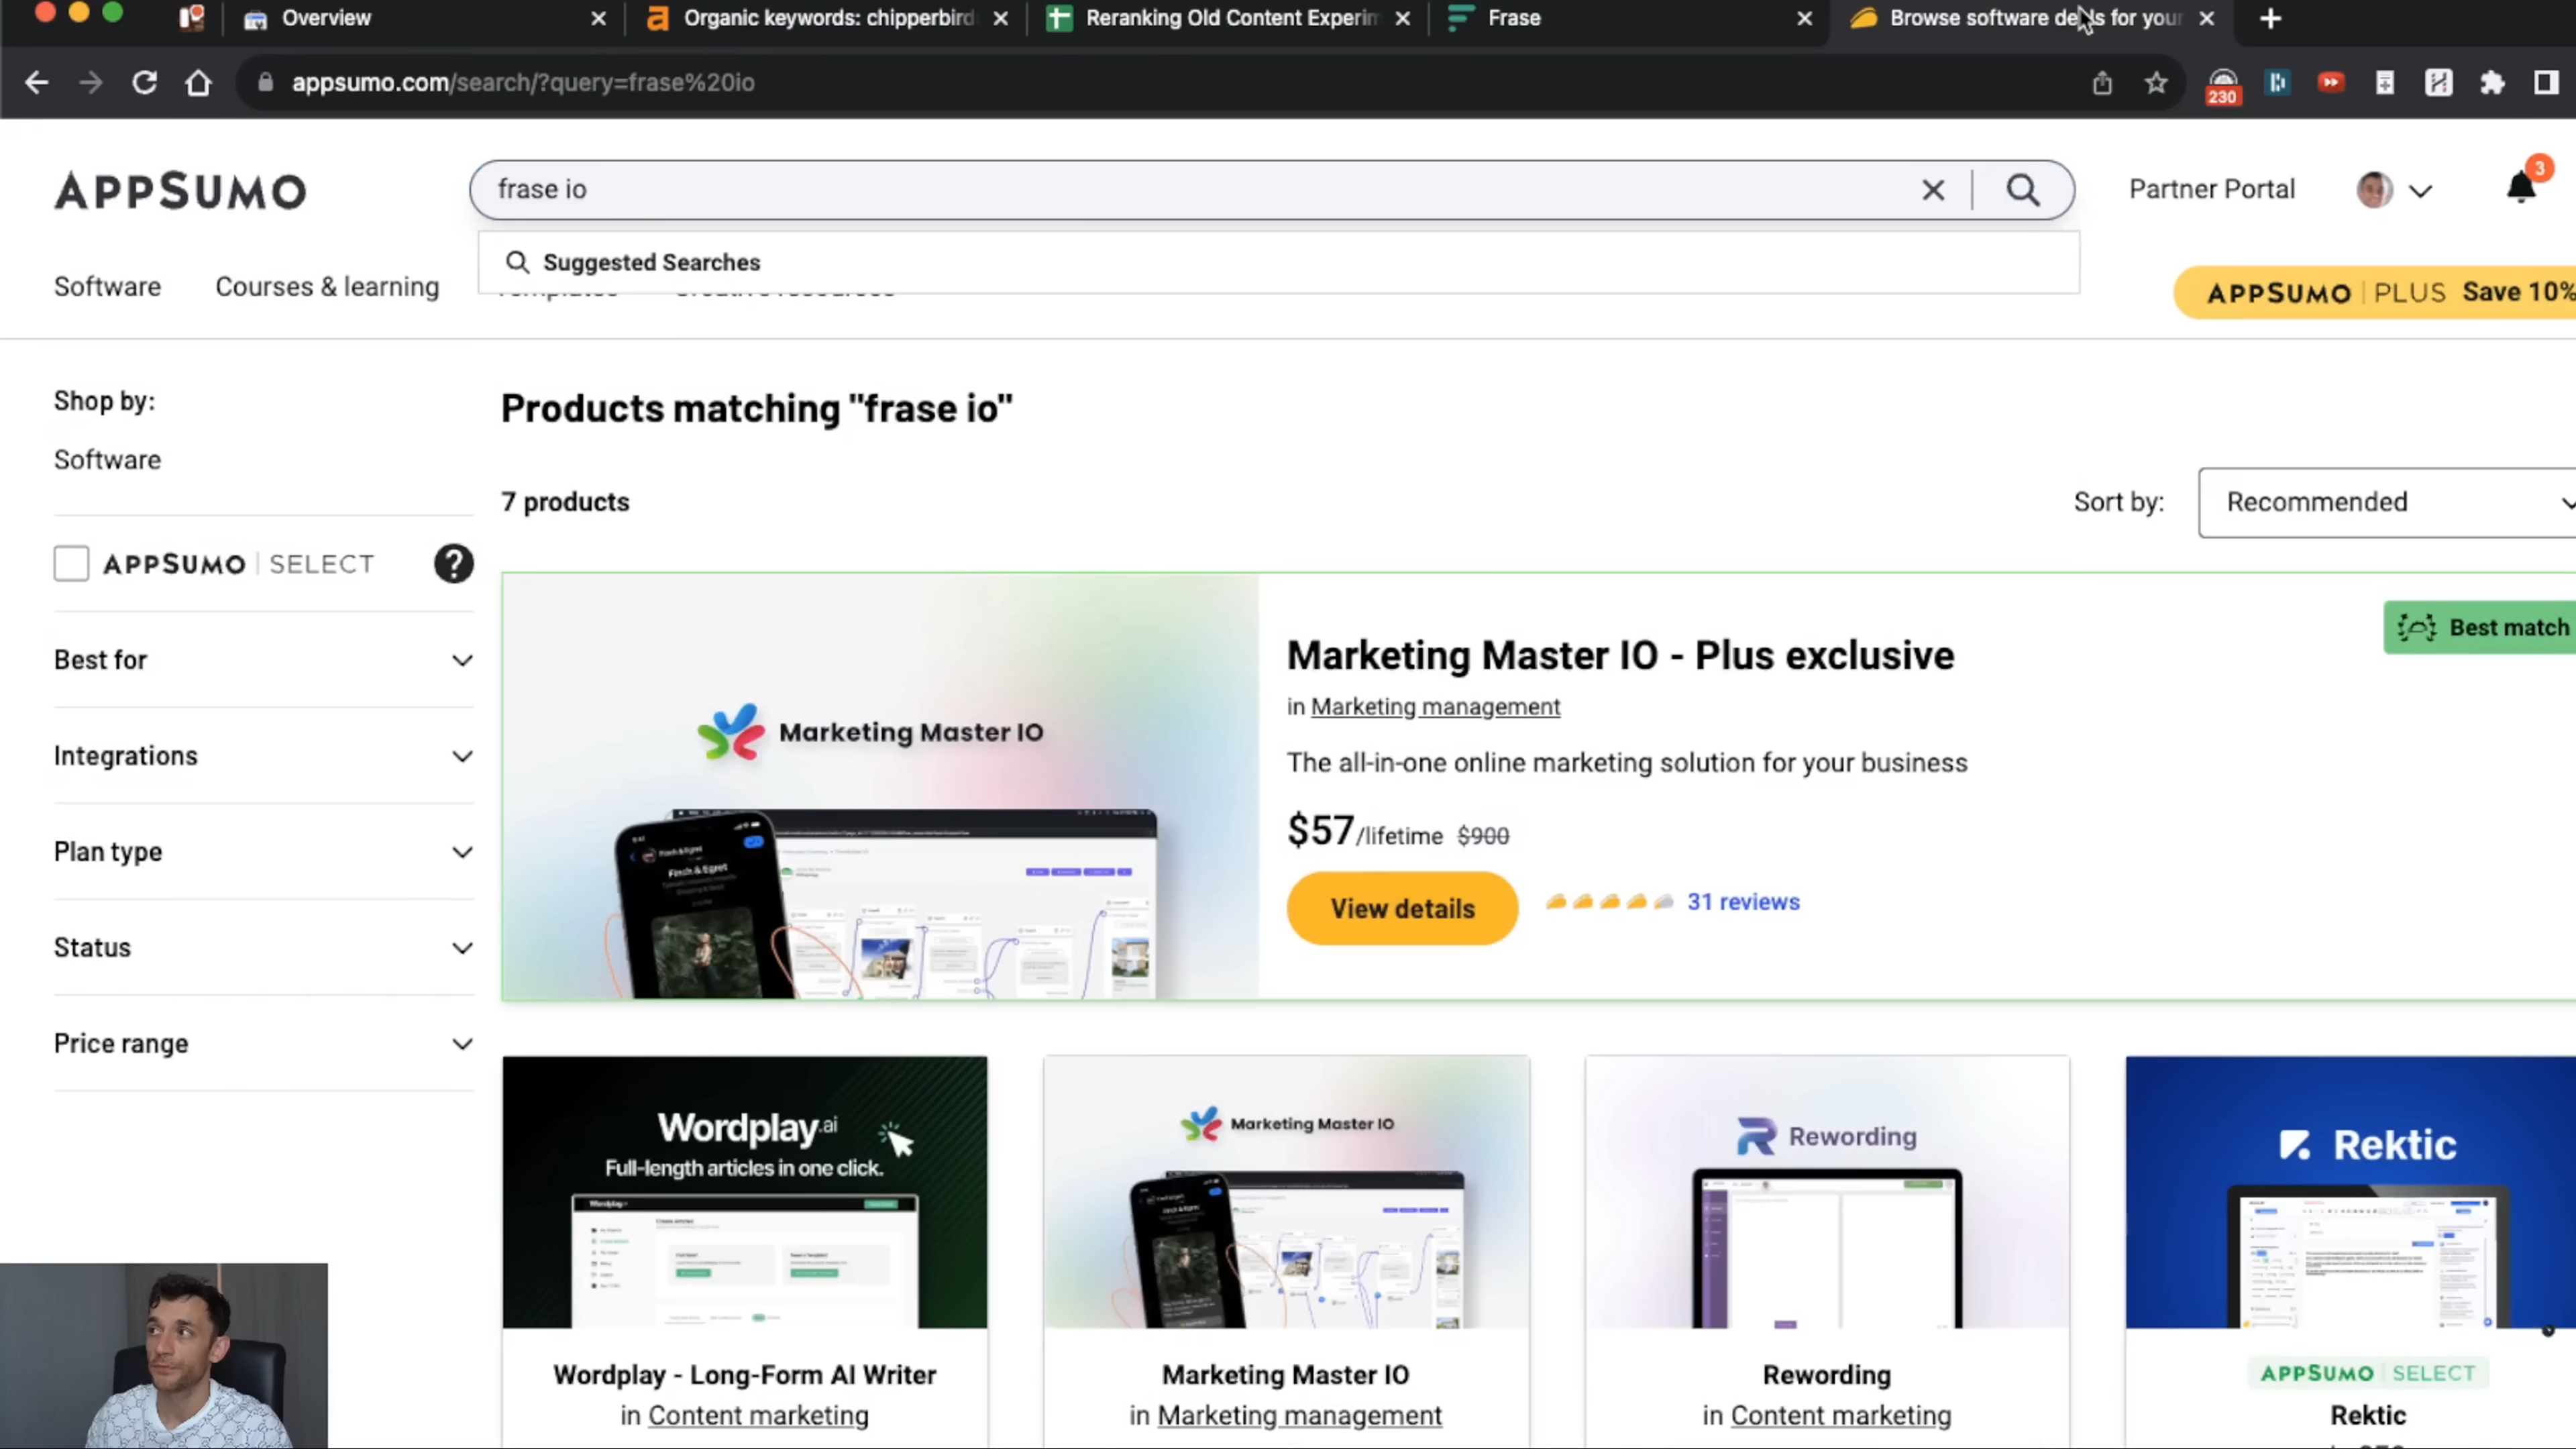 Overview
Organic keywords: chipperbird
Reranking Old Content Experim
Frase
Browse software deals for your
appsumo.com/search/?query=frase%20io
230
APPSUMO
frase io
Partner Portal
3
Suggested Searches
Software
Courses & learning
APPSUMO | PLUS Save 10%
Shop by:
Software
APPSUMO | SELECT
?
Best for
Integrations
Plan type
Status
Price range
Products matching "frase io"
7 products
Sort by:
Recommended
Best match
Marketing Master IO
Marketing Master IO - Plus exclusive
in Marketing management
The all-in-one online marketing solution for your business
$57/lifetime $900
View details
31 reviews
Wordplay.ai
Full-length articles in one click.
Wordplay - Long-Form AI Writer
in Content marketing
Marketing Master IO
Marketing Master IO
in Marketing management
Rewording
Rewording
in Content marketing
Rektic
APPSUMO | SELECT
Rektic